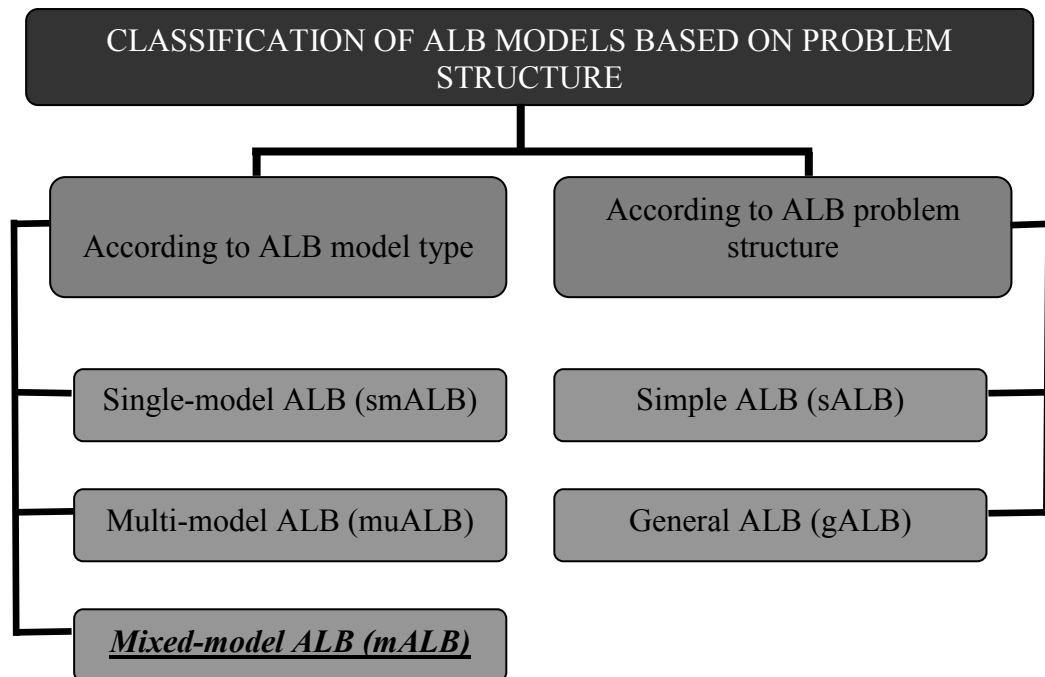 CLASSIFICATION OF ALB MODELS BASED ON PROBLEM
STRUCTURE
According to ALB model type
According to ALB problem
structure
Single-model ALB (smALB)
Simple ALB (sALB)
Multi-model ALB (muALB)
General ALB (gALB)
Mixed-model ALB (mALB)